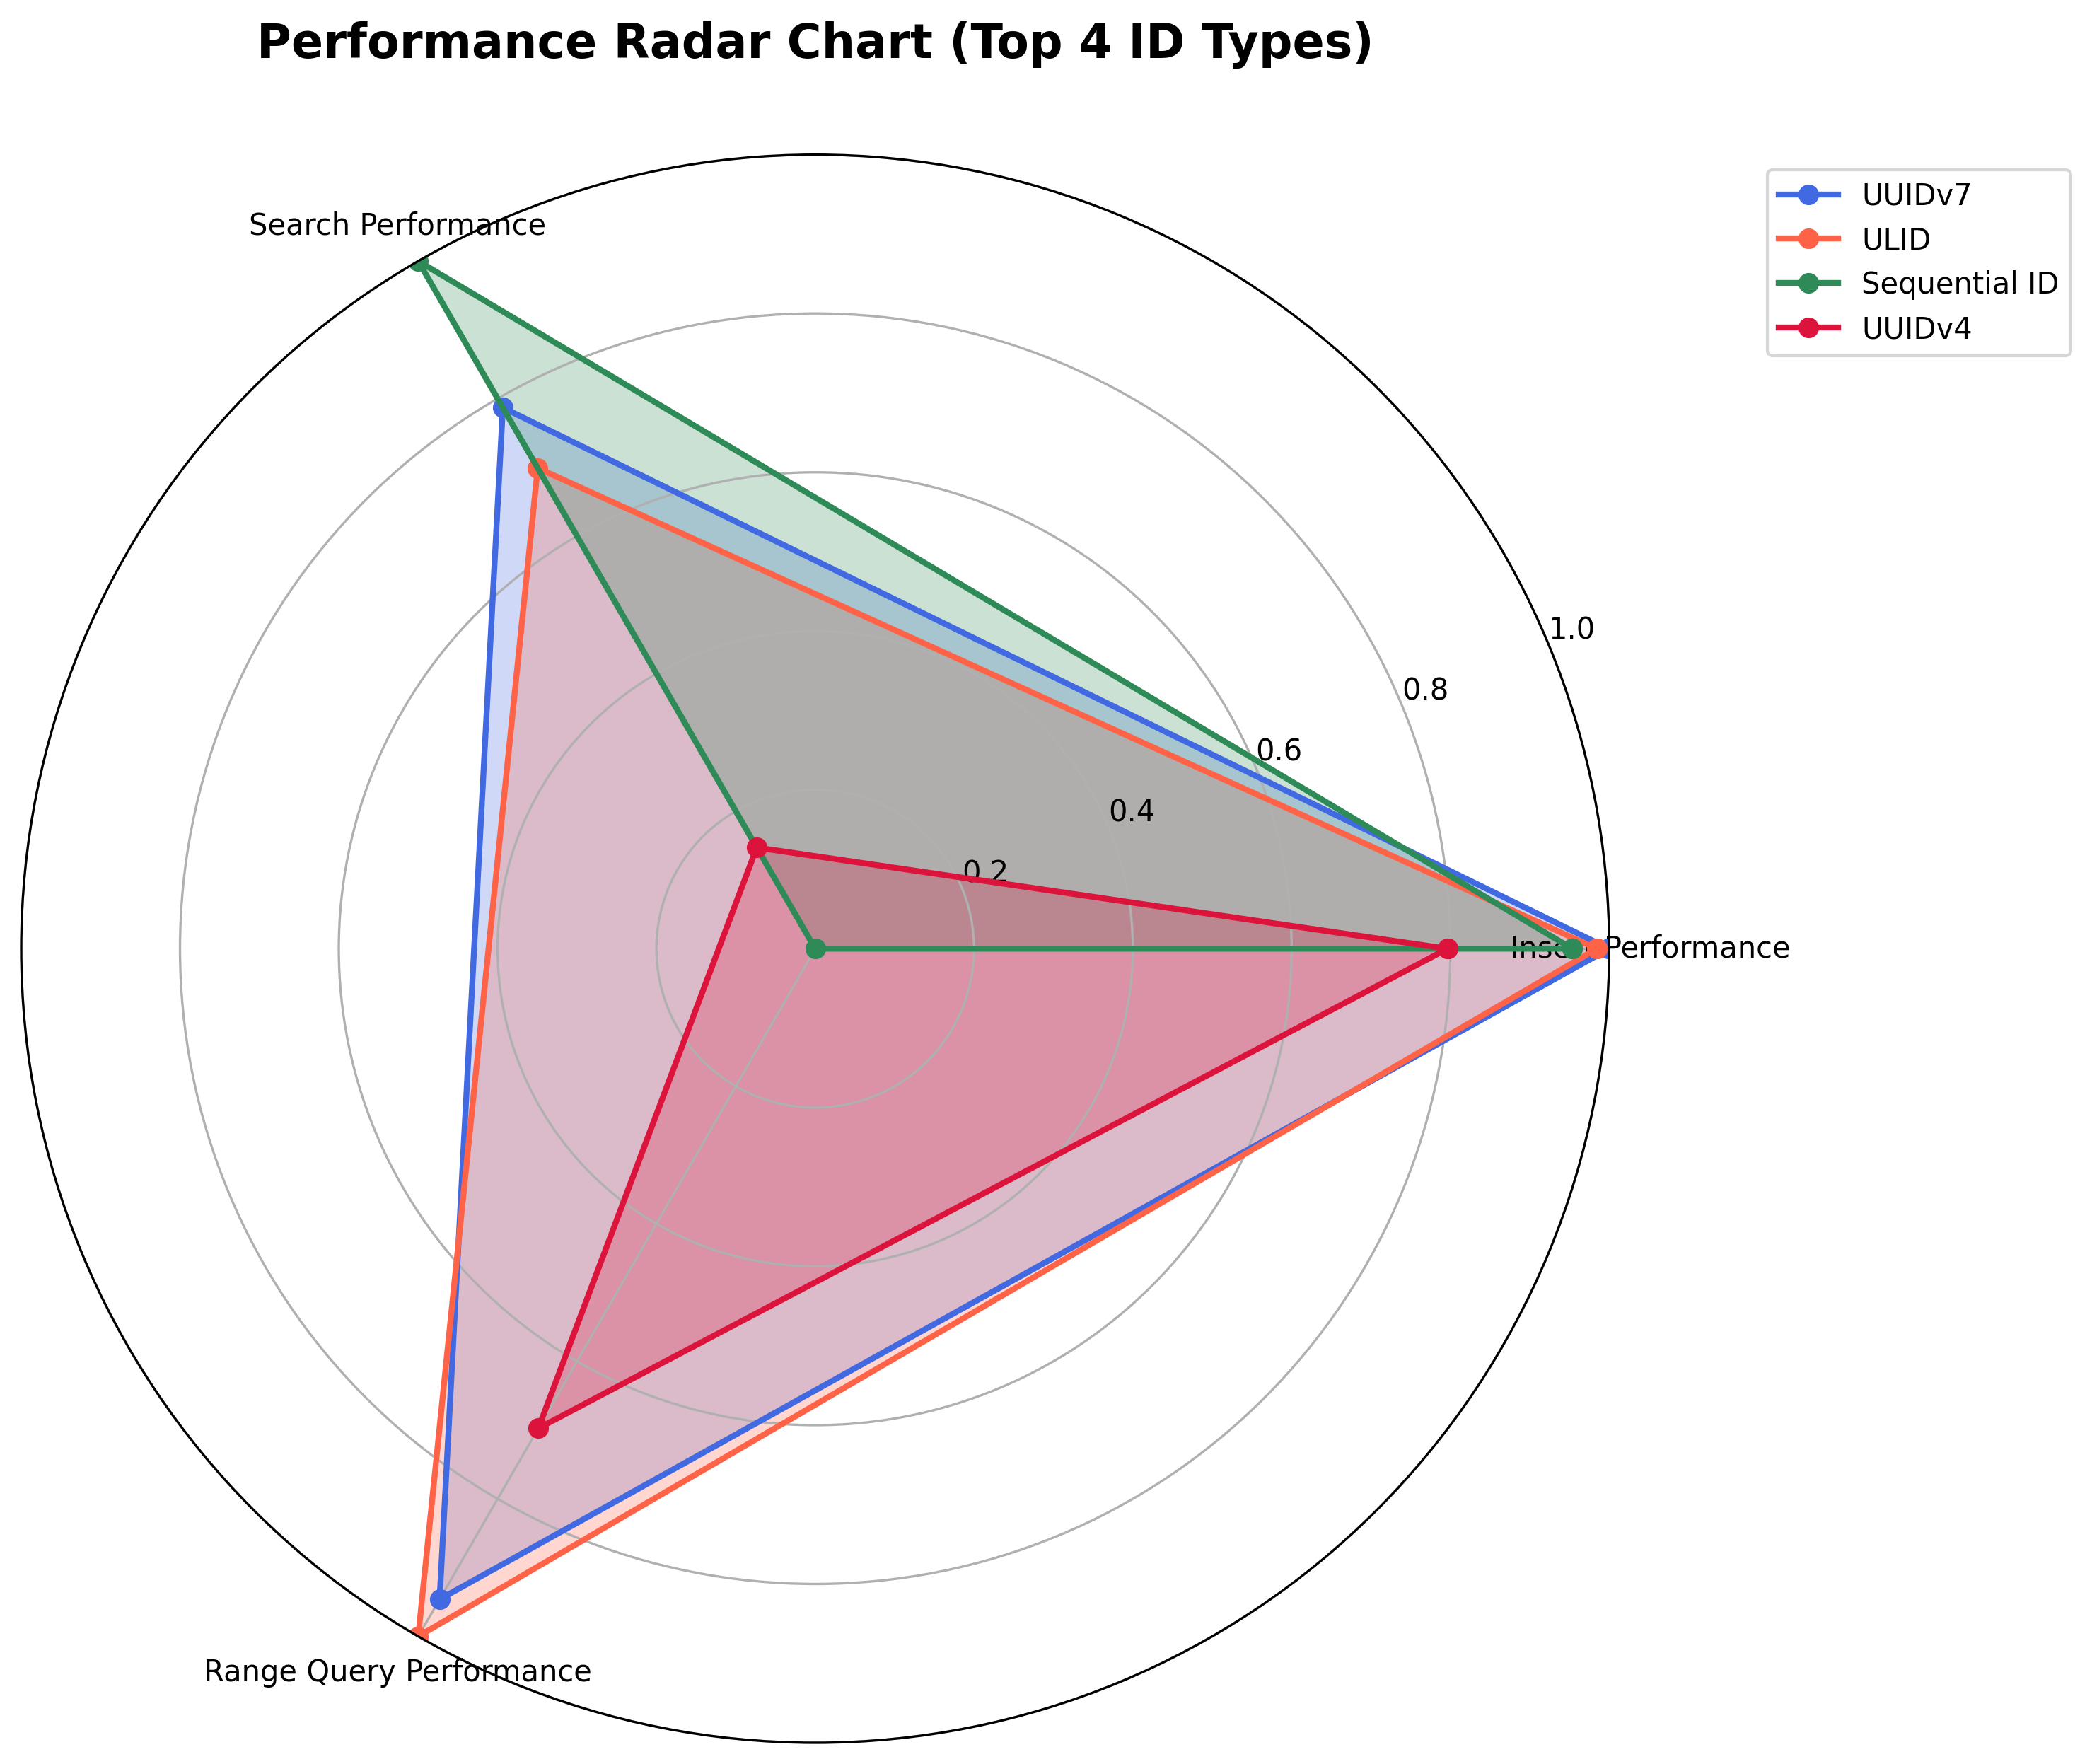 Performance Radar Chart (Top 4 ID Types)
Search Performance
UUIDv7
ULID
Sequential ID
UUIDv4
1.0
0.8
0.6
0.4
0.2
Performance
Range Query Performance